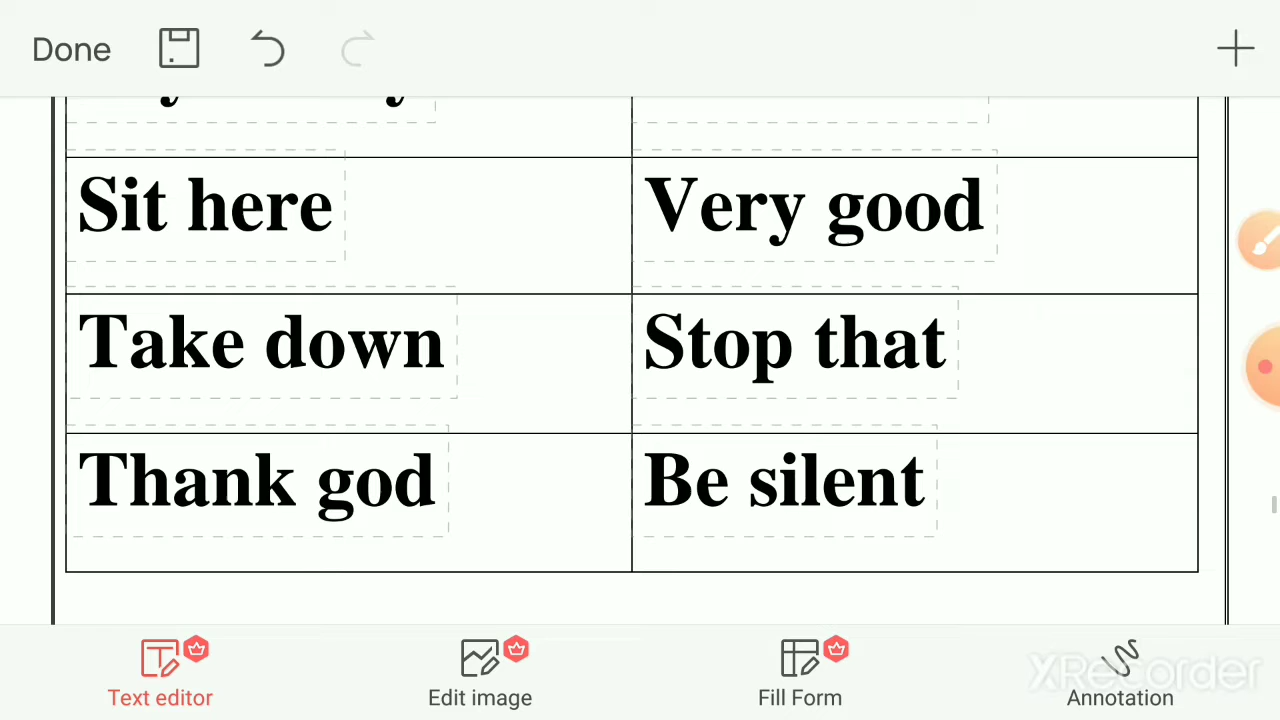 Done
Sit here Very good
Take down Stop that
Thank god Be silent
Text editor Edit image Fill Form Annotation
XRecorder